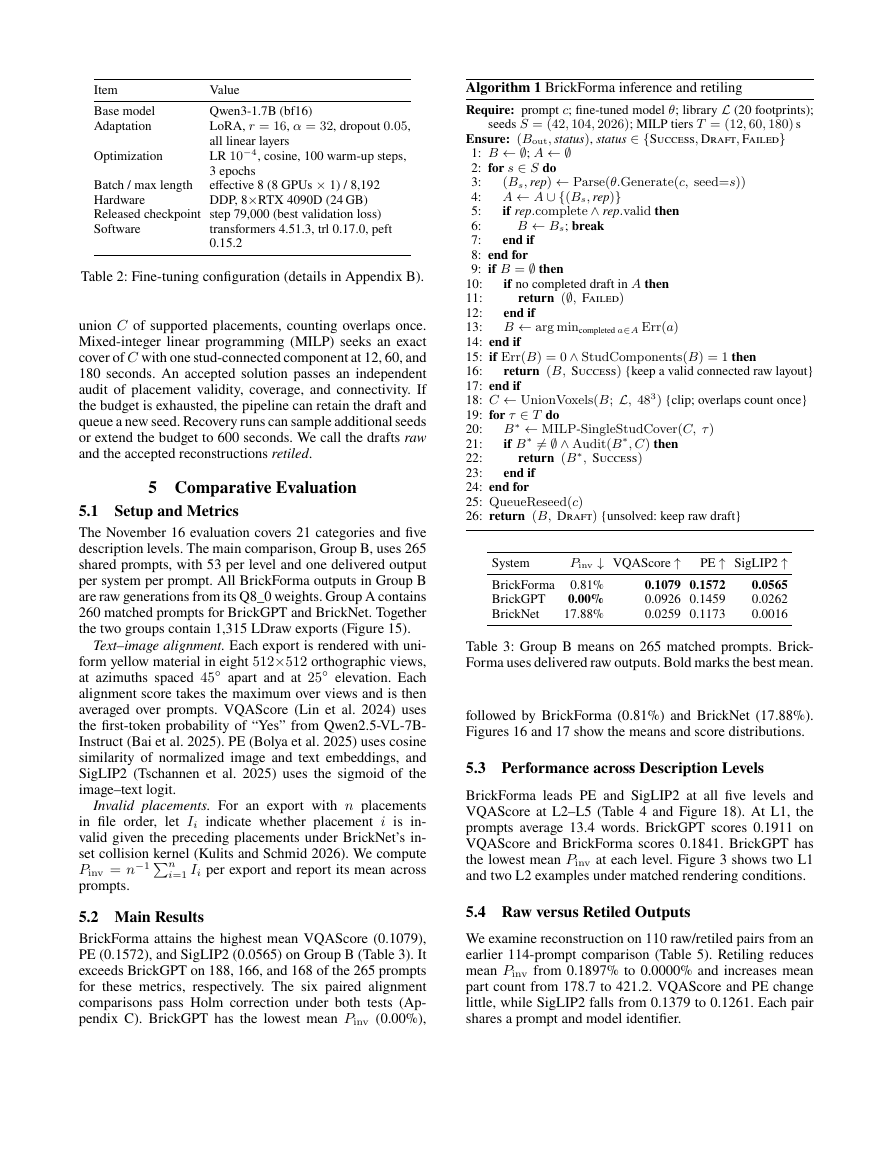 Item Value
Base model Qwen3-1.7B (bf16)
Adaptation LoRA, r = 16, α = 32, dropout 0.05,
all linear layers
Optimization LR 10⁻⁴, cosine, 100 warm-up steps,
3 epochs
Batch / max length effective 8 (8 GPUs × 1) / 8,192
Hardware DDP, 8×RTX 4090D (24 GB)
Released checkpoint step 79,000 (best validation loss)
Software transformers 4.51.3, trl 0.17.0, peft
0.15.2
Table 2: Fine-tuning configuration (details in Appendix B).
union C of supported placements, counting overlaps once.
Mixed-integer linear programming (MILP) seeks an exact
cover of C with one stud-connected component at 12, 60, and
180 seconds. An accepted solution passes an independent
audit of placement validity, coverage, and connectivity. If
the budget is exhausted, the pipeline can retain the draft and
queue a new seed. Recovery runs can sample additional seeds
or extend the budget to 600 seconds. We call the drafts raw
and the accepted reconstructions retiled.
5 Comparative Evaluation
5.1 Setup and Metrics
The November 16 evaluation covers 21 categories and five
description levels. The main comparison, Group B, uses 265
shared prompts, with 53 per level and one delivered output
per system per prompt. All BrickForma outputs in Group B
are raw generations from its Q8_0 weights. Group A contains
260 matched prompts for BrickGPT and BrickNet. Together
the two groups contain 1,315 LDraw exports (Figure 15).
Text–image alignment. Each export is rendered with uni-
form yellow material in eight 512×512 orthographic views,
at azimuths spaced 45° apart and at 25° elevation. Each
alignment score takes the maximum over views and is then
averaged over prompts. VQAScore (Lin et al. 2024) uses
the first-token probability of “Yes” from Qwen2.5-VL-7B-
Instruct (Bai et al. 2025). PE (Bolya et al. 2025) uses cosine
similarity of normalized image and text embeddings, and
SigLIP2 (Tschannen et al. 2025) uses the sigmoid of the
image–text logit.
Invalid placements. For an export with n placements
in file order, let Iᵢ indicate whether placement i is in-
valid given the preceding placements under BrickNet’s in-
set collision kernel (Kulits and Schmid 2026). We compute
P_inv = n⁻¹ ∑ⁿᵢ₌₁ Iᵢ per export and report its mean across
prompts.
5.2 Main Results
BrickForma attains the highest mean VQAScore (0.1079),
PE (0.1572), and SigLIP2 (0.0565) on Group B (Table 3). It
exceeds BrickGPT on 188, 166, and 168 of the 265 prompts
for these metrics, respectively. The six paired alignment
comparisons pass Holm correction under both tests (Ap-
pendix C). BrickGPT has the lowest mean P_inv (0.00%),
Algorithm 1 BrickForma inference and retiling
Require: prompt c; fine-tuned model θ; library ℒ (20 footprints);
seeds S = (42, 104, 2026); MILP tiers T = (12, 60, 180) s
Ensure: (B_out, status), status ∈ {SUCCESS, DRAFT, FAILED}
1: B ← ∅; A ← ∅
2: for s ∈ S do
3: (Bₛ, rep) ← Parse(θ.Generate(c, seed=s))
4: A ← A ∪ {(Bₛ, rep)}
5: if rep.complete ∧ rep.valid then
6: B ← Bₛ; break
7: end if
8: end for
9: if B = ∅ then
10: if no completed draft in A then
11: return (∅, FAILED)
12: end if
13: B ← arg min_completed a∈A Err(a)
14: end if
15: if Err(B) = 0 ∧ StudComponents(B) = 1 then
16: return (B, SUCCESS) {keep a valid connected raw layout}
17: end if
18: C ← UnionVoxels(B; ℒ, 48³) {clip; overlaps count once}
19: for τ ∈ T do
20: B* ← MILP-SingleStudCover(C, τ)
21: if B* ≠ ∅ ∧ Audit(B*, C) then
22: return (B*, SUCCESS)
23: end if
24: end for
25: QueueReseed(c)
26: return (B, DRAFT) {unsolved: keep raw draft}
System P_inv ↓ VQAScore ↑ PE ↑ SigLIP2 ↑
BrickForma 0.81% 0.1079 0.1572 0.0565
BrickGPT 0.00% 0.0926 0.1459 0.0262
BrickNet 17.88% 0.0259 0.1173 0.0016
Table 3: Group B means on 265 matched prompts. Brick-
Forma uses delivered raw outputs. Bold marks the best mean.
followed by BrickForma (0.81%) and BrickNet (17.88%).
Figures 16 and 17 show the means and score distributions.
5.3 Performance across Description Levels
BrickForma leads PE and SigLIP2 at all five levels and
VQAScore at L2–L5 (Table 4 and Figure 18). At L1, the
prompts average 13.4 words. BrickGPT scores 0.1911 on
VQAScore and BrickForma scores 0.1841. BrickGPT has
the lowest mean P_inv at each level. Figure 3 shows two L1
and two L2 examples under matched rendering conditions.
5.4 Raw versus Retiled Outputs
We examine reconstruction on 110 raw/retiled pairs from an
earlier 114-prompt comparison (Table 5). Retiling reduces
mean P_inv from 0.1897% to 0.0000% and increases mean
part count from 178.7 to 421.2. VQAScore and PE change
little, while SigLIP2 falls from 0.1379 to 0.1261. Each pair
shares a prompt and model identifier.